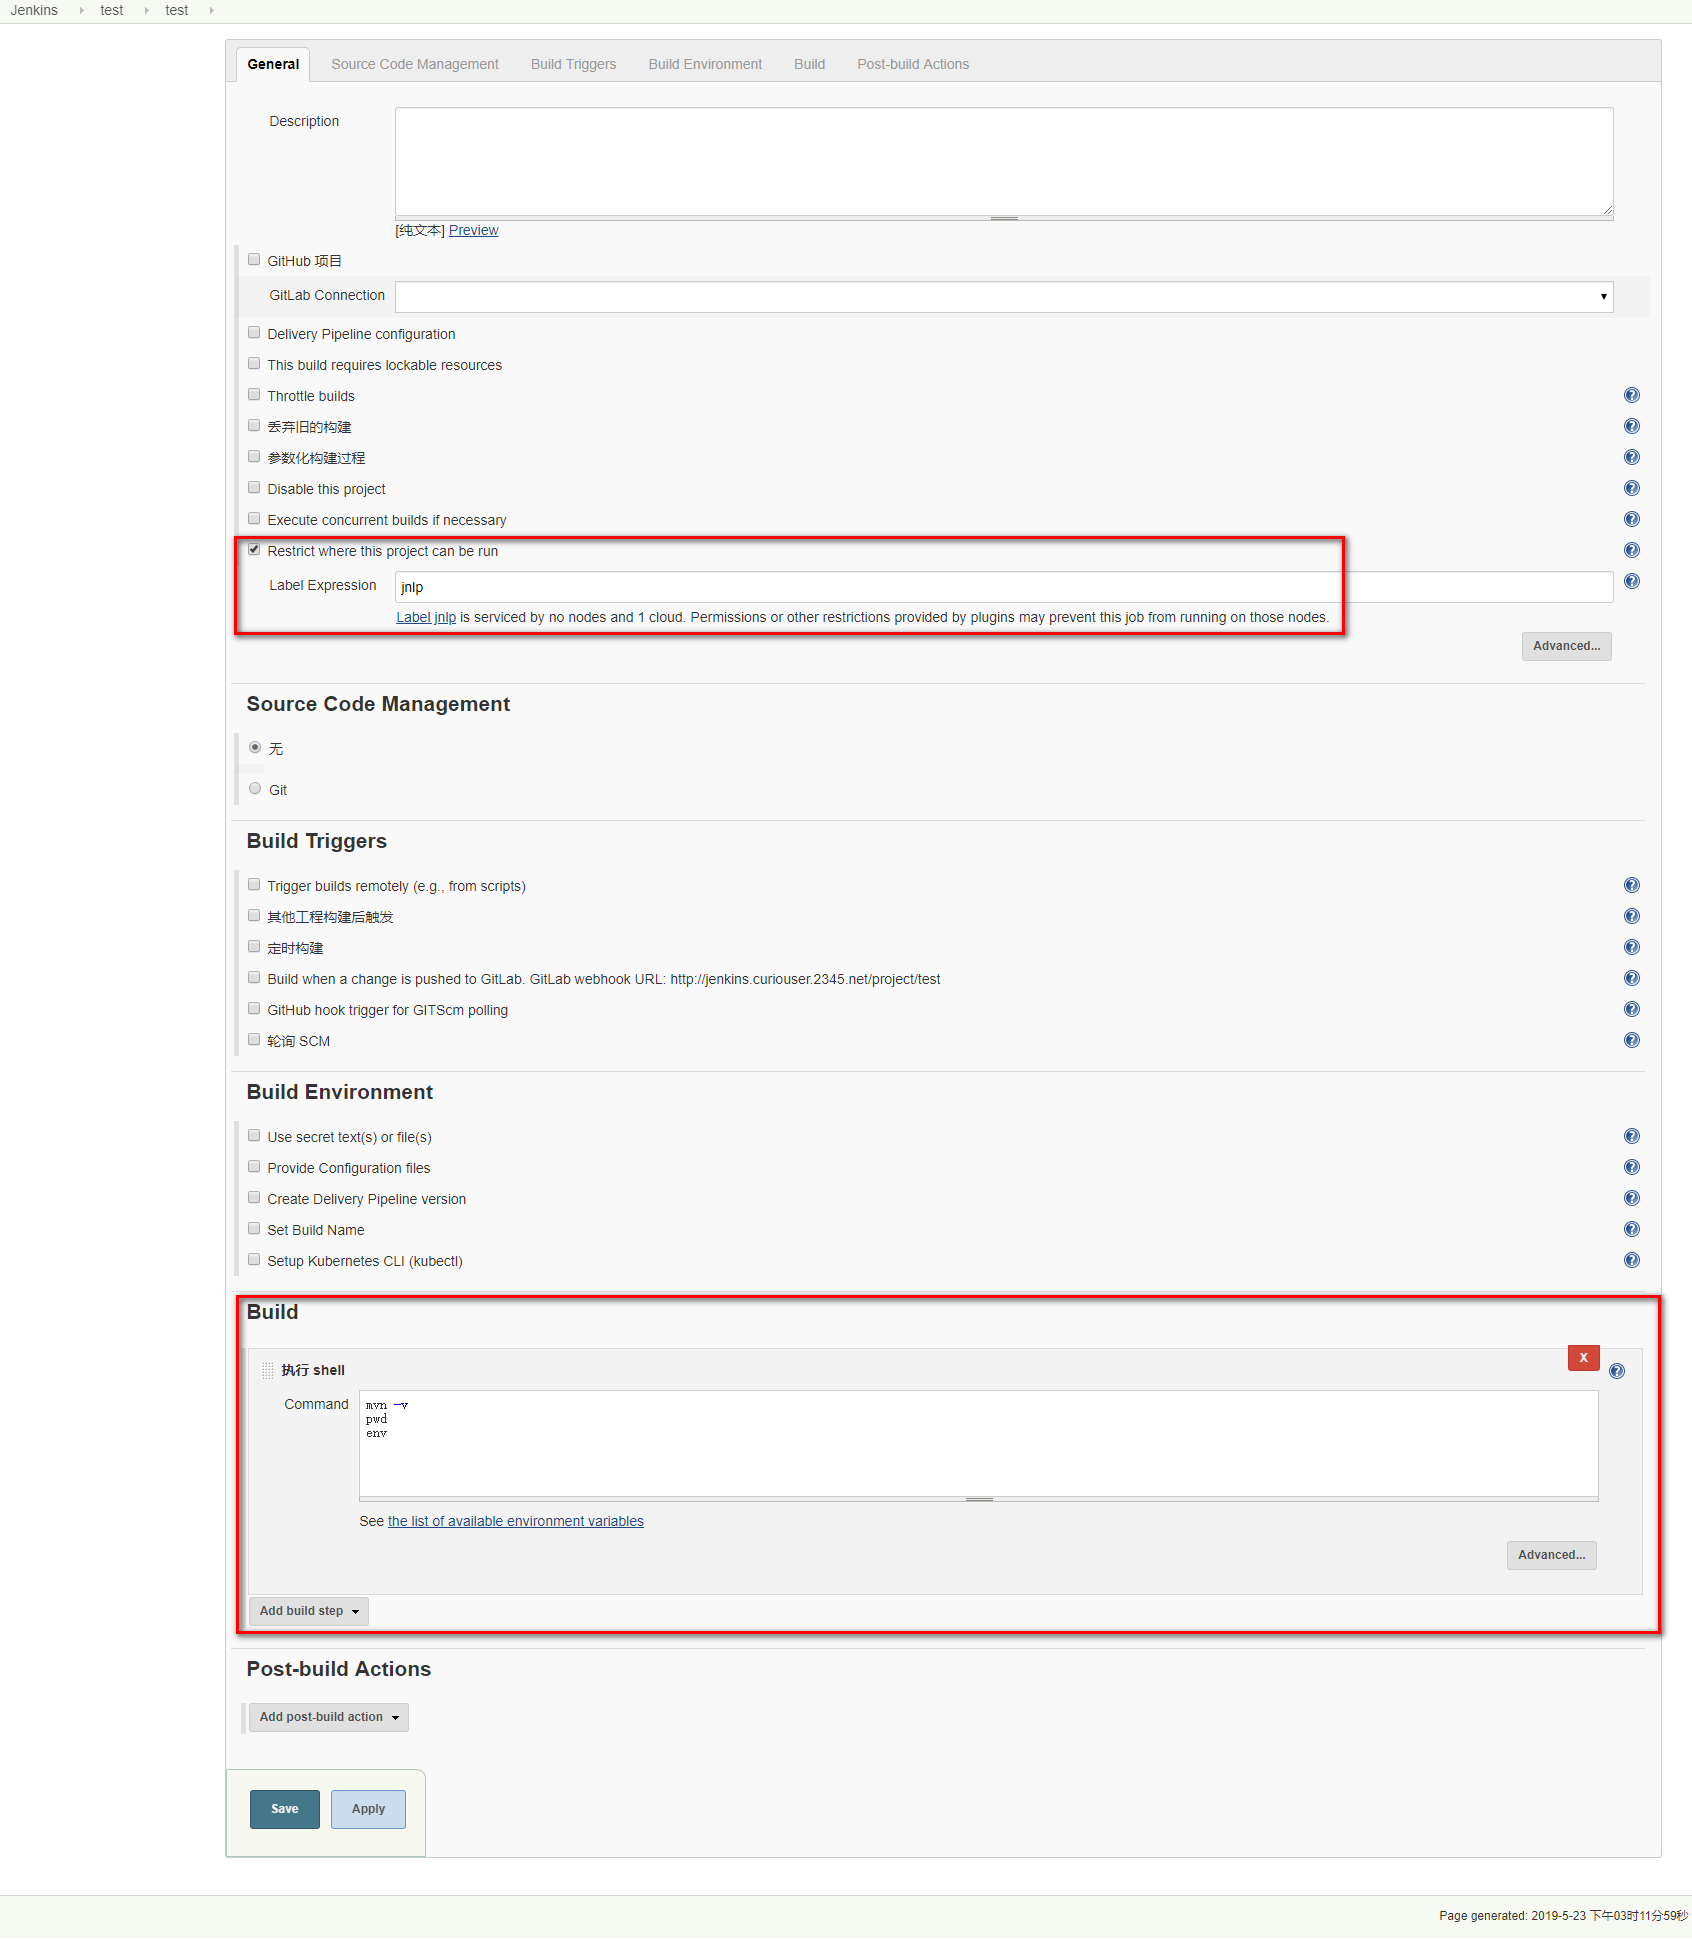 Jenkins test test
General Source Code Management Build Triggers Build Environment Build Post-build Actions
Description
[纯文本] Preview
GitHub 项目
GitLab Connection
Delivery Pipeline configuration
This build requires lockable resources
Throttle builds
丢弃旧的构建
参数化构建过程
Disable this project
Execute concurrent builds if necessary
Restrict where this project can be run
Label Expression jnlp
Label jnlp is serviced by no nodes and 1 cloud. Permissions or other restrictions provided by plugins may prevent this job from running on those nodes.
Advanced...
Source Code Management
无
Git
Build Triggers
Trigger builds remotely (e.g., from scripts)
其他工程构建后触发
定时构建
Build when a change is pushed to GitLab. GitLab webhook URL: http://jenkins.curiouser.2345.net/project/test
GitHub hook trigger for GITScm polling
轮询 SCM
Build Environment
Use secret text(s) or file(s)
Provide Configuration files
Create Delivery Pipeline version
Set Build Name
Setup Kubernetes CLI (kubectl)
Build
X
执行 shell
Command mvn -v
pwd
env
See the list of available environment variables
Advanced...
Add build step
Post-build Actions
Add post-build action
Save Apply
Page generated: 2019-5-23 下午03时11分59秒